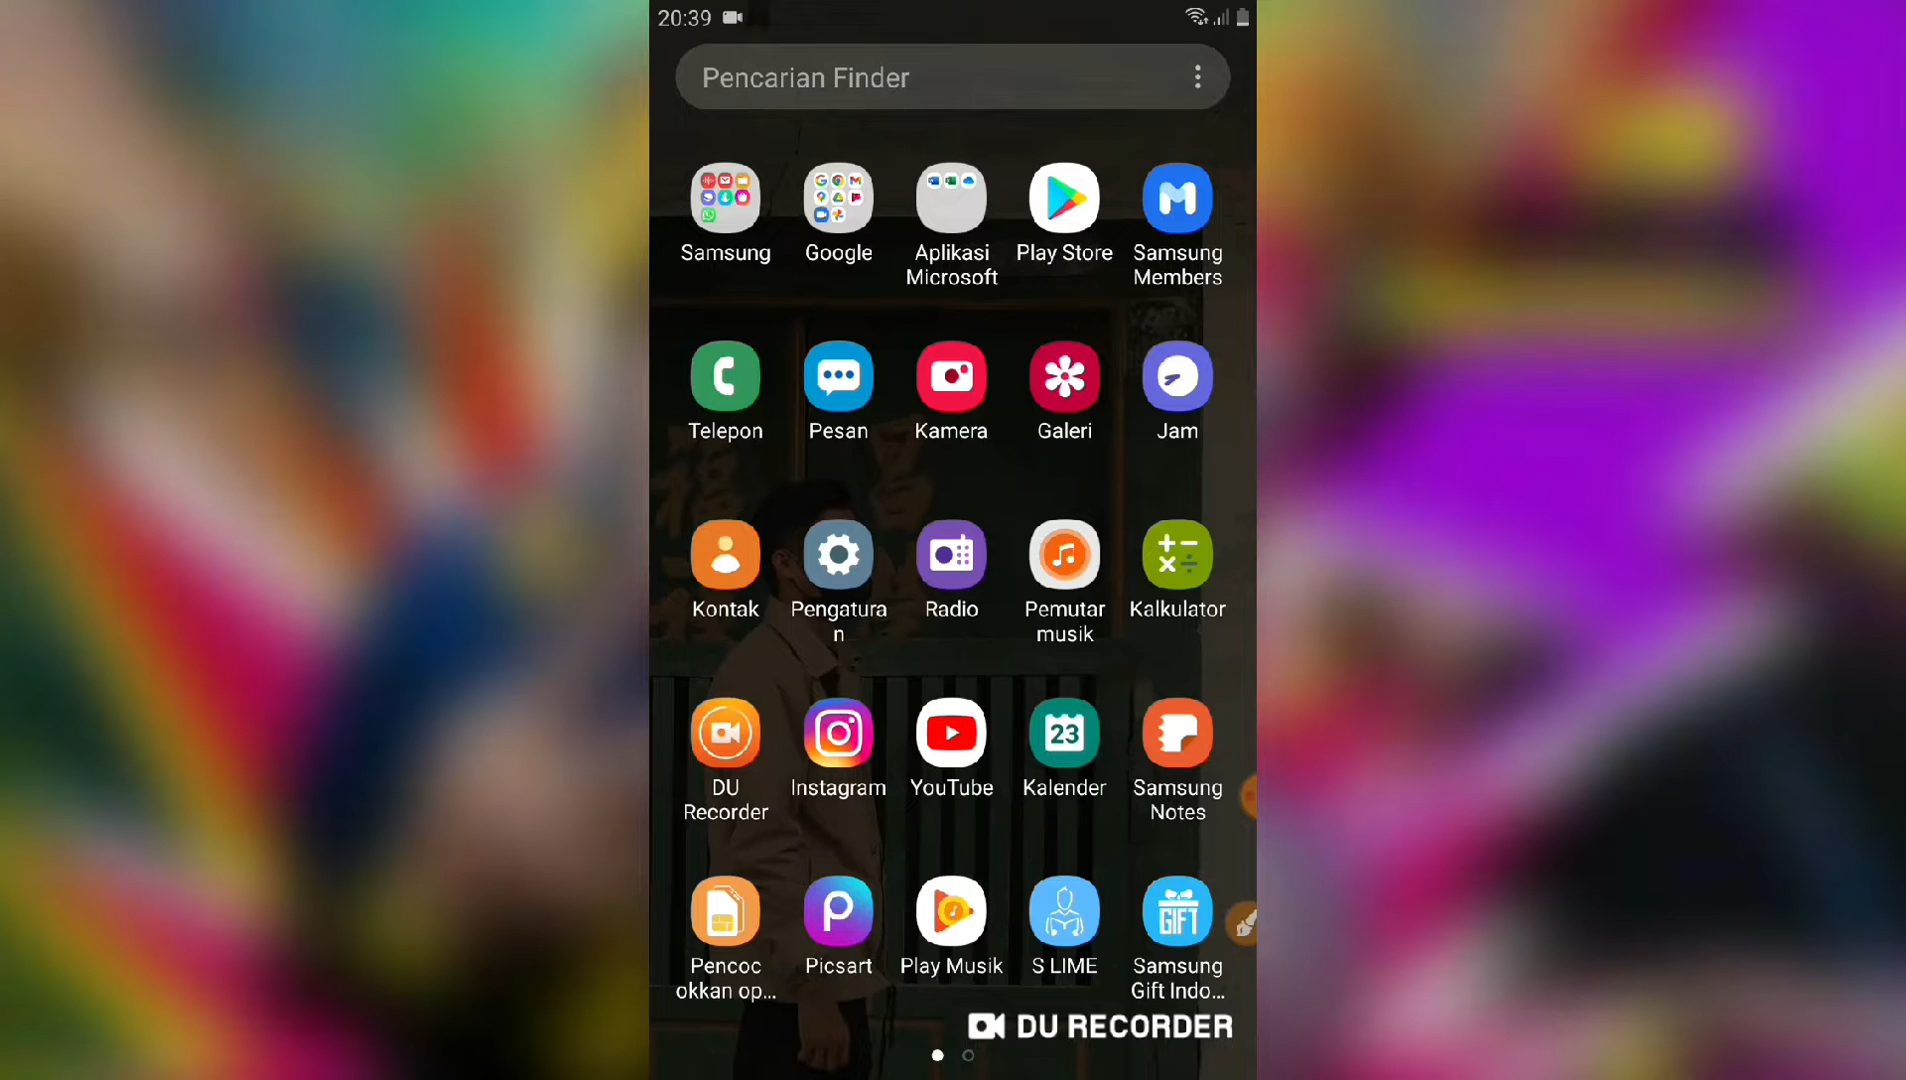 20:39
Pencarian Finder
Samsung
Google
Aplikasi
Microsoft
Play Store
Samsung
Members
Telepon
Pesan
Kamera
Galeri
Jam
Kontak
Pengatura
n
Radio
Pemutar
musik
Kalkulator
DU
Recorder
Instagram
YouTube
23
Kalender
Samsung
Notes
Pencoc
okkan op...
Picsart
Play Musik
S LIME
GIFT
Samsung
Gift Indo...
DU RECORDER